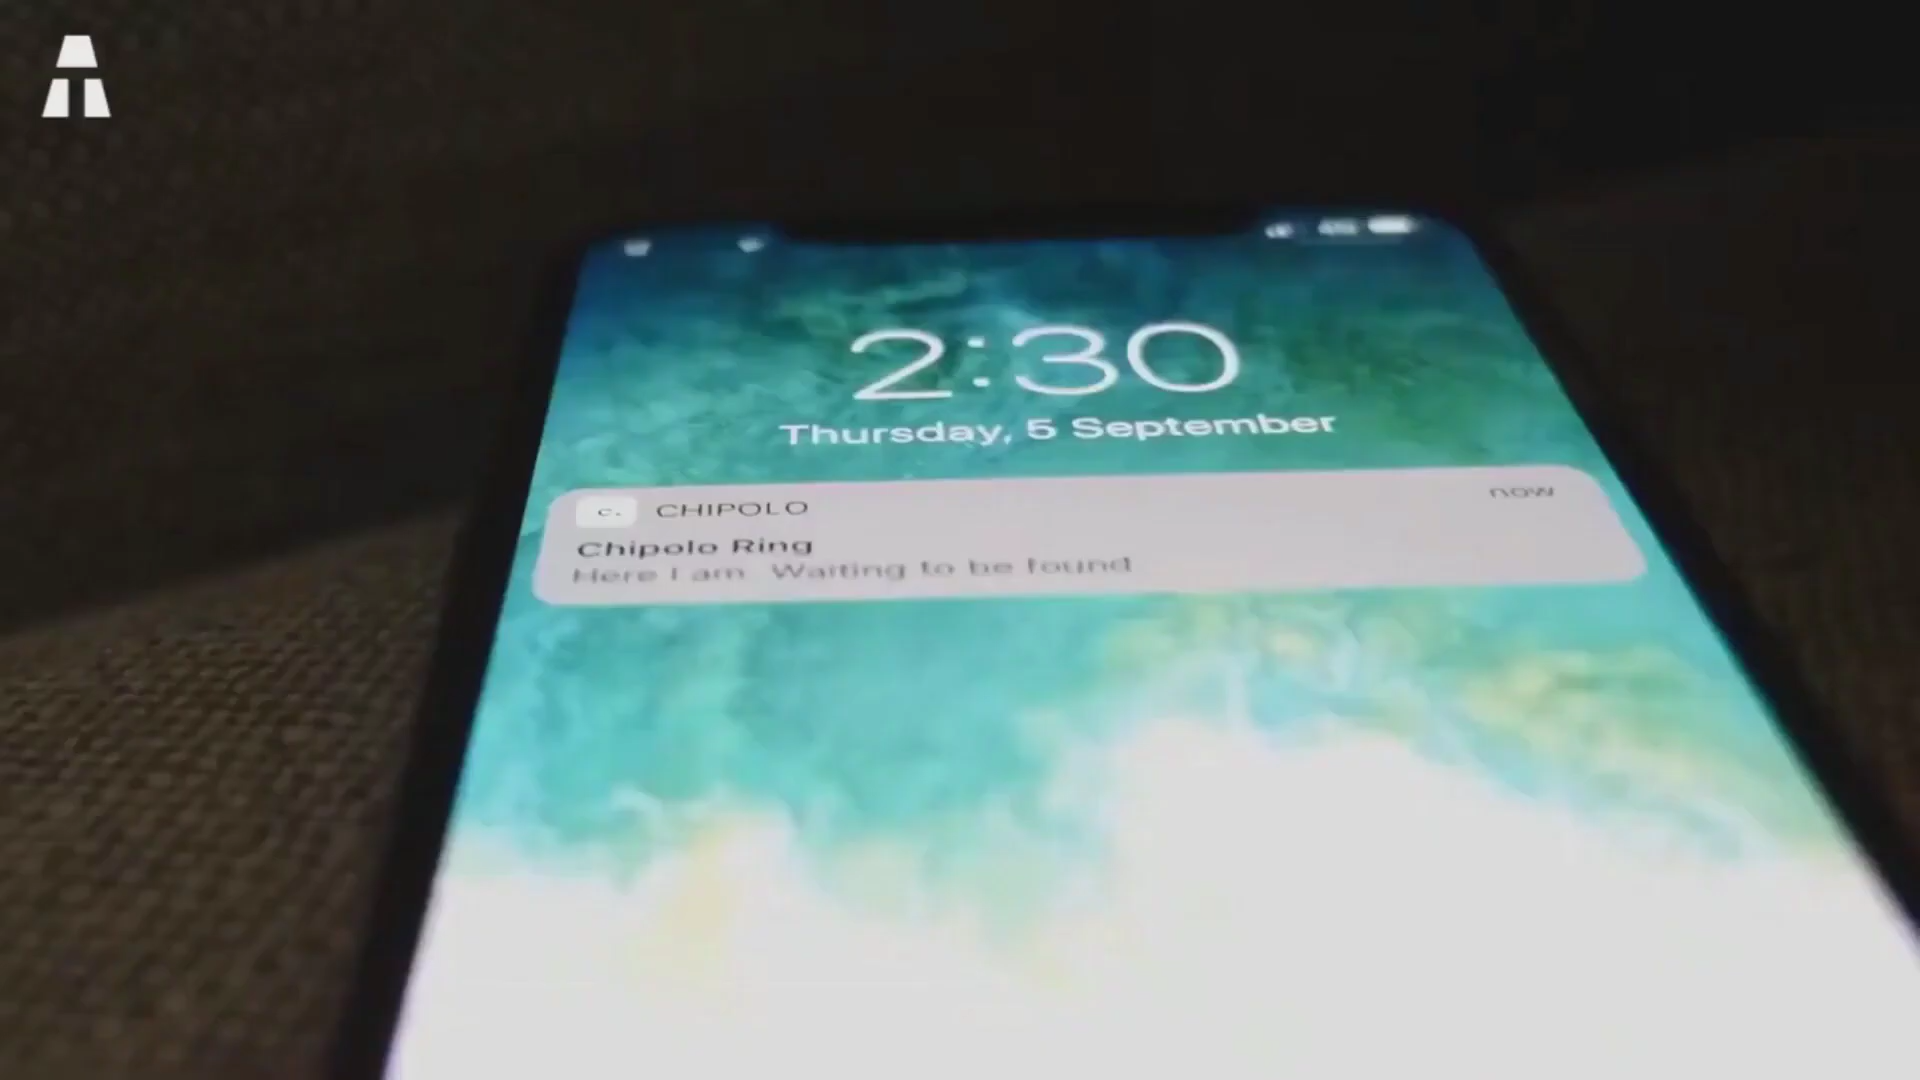 2:30
Thursday, 5 September
c. CHIPOLO now
Chipolo Ring
Here I am. Waiting to be found